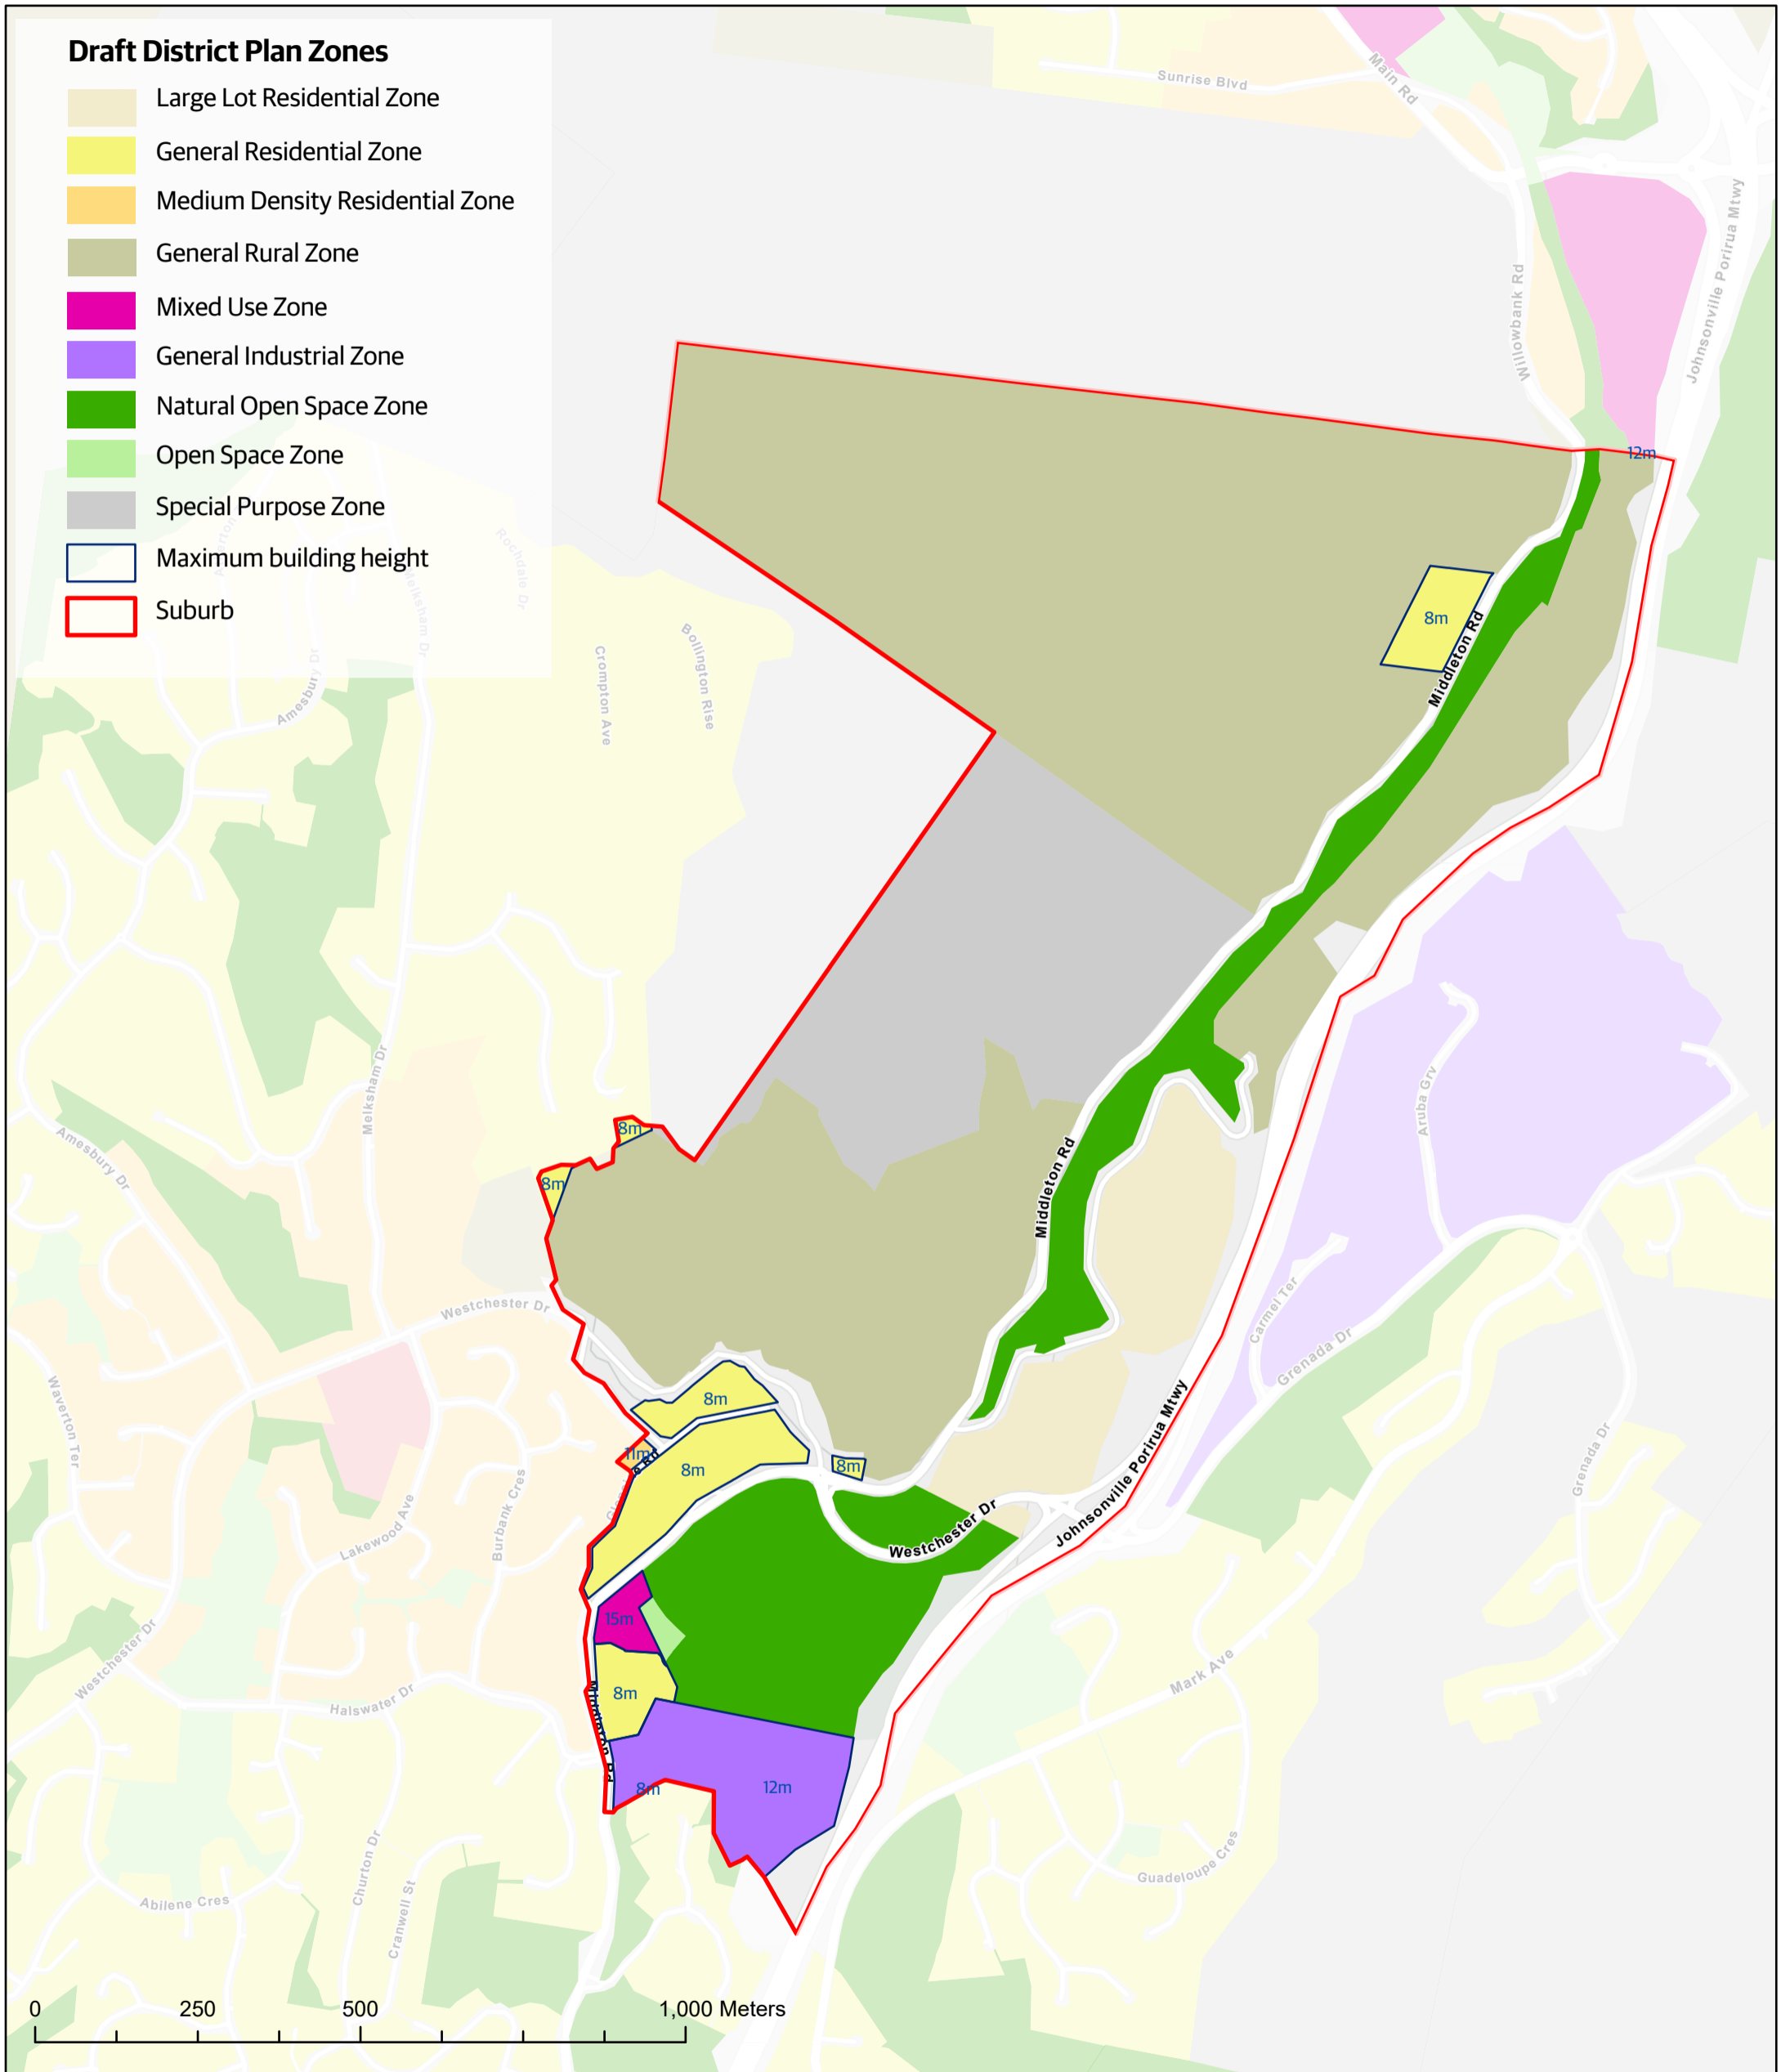 Draft District Plan Zones
Large Lot Residential Zone
General Residential Zone
Medium Density Residential Zone
General Rural Zone
Mixed Use Zone
General Industrial Zone
Natural Open Space Zone
Open Space Zone
Special Purpose Zone
Maximum building height
Suburb
Sunrise Blvd
Main Rd
Johnsonville Porirua Mtwy
Willowbank Rd
12m
8m
Middleton Rd
Rochdale Dr
Melksham Dr
Bollington Rise
Crompton Ave
Amesbury Dr
Melksham Dr
Amesbury Dr
8m
8m
Middleton Rd
Aruba Grv
Westchester Dr
Carmel Ter
Grenada Dr
Waverton Ter
8m
11m
8m
8m
Johnsonville Porirua Mtwy
Westchester Dr
Grenada Dr
Lakewood Ave
Burbank Cres
15m
Westchester Dr
Halswater Dr
8m
Middleton Rd
Mark Ave
8m
12m
Churton Dr
Cranwell St
Abilene Cres
Guadeloupe Cres
0 250 500 1,000 Meters